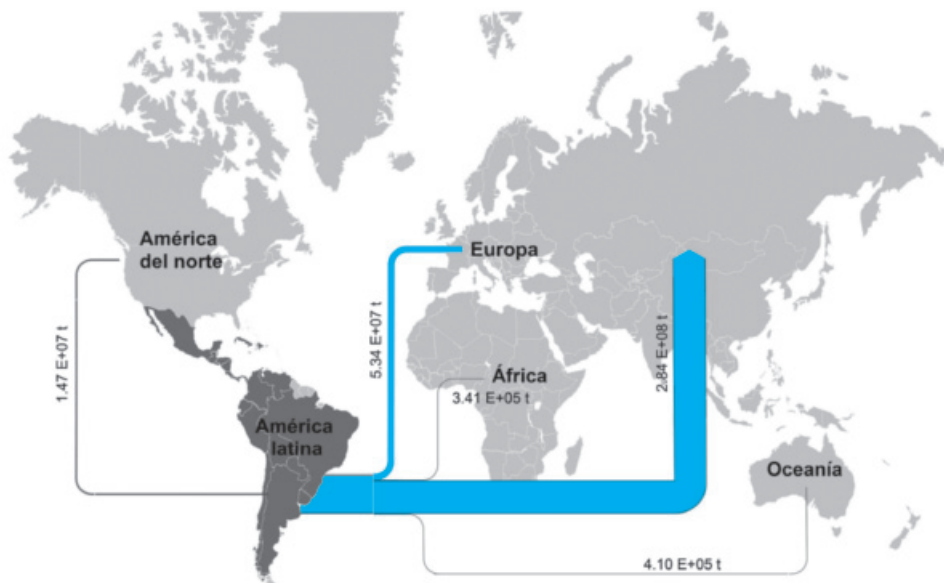 América
del norte
Europa
1.47 E+07 t
5.34 E+07 t
2.84 E+08 t
África
3.41 E+05 t
América
latina
Oceanía
4.10 E+05 t